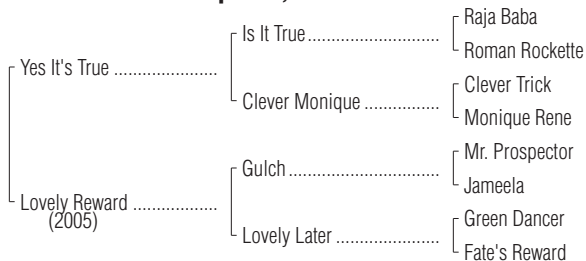 Raja Baba
Is It True
Roman Rockette
Yes It's True
Clever Trick
Clever Monique
Monique Rene
Mr. Prospector
Gulch
Jameela
Lovely Reward
(2005)
Green Dancer
Lovely Later
Fate's Reward